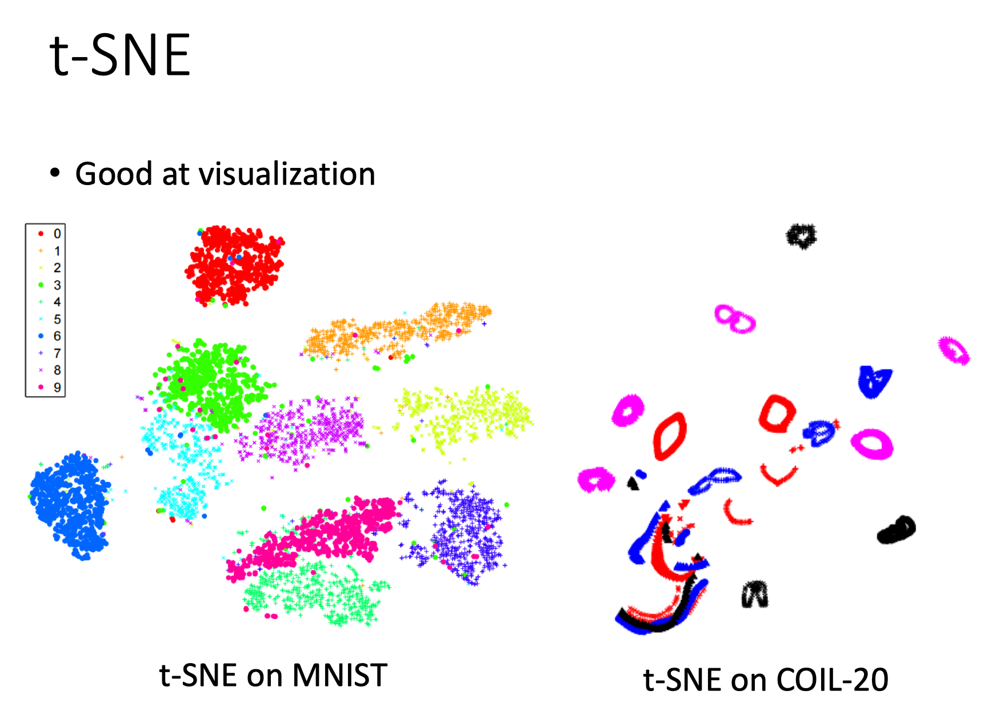 t-SNE
• Good at visualization
0
1
2
3
4
5
6
7
8
9
t-SNE on MNIST
t-SNE on COIL-20